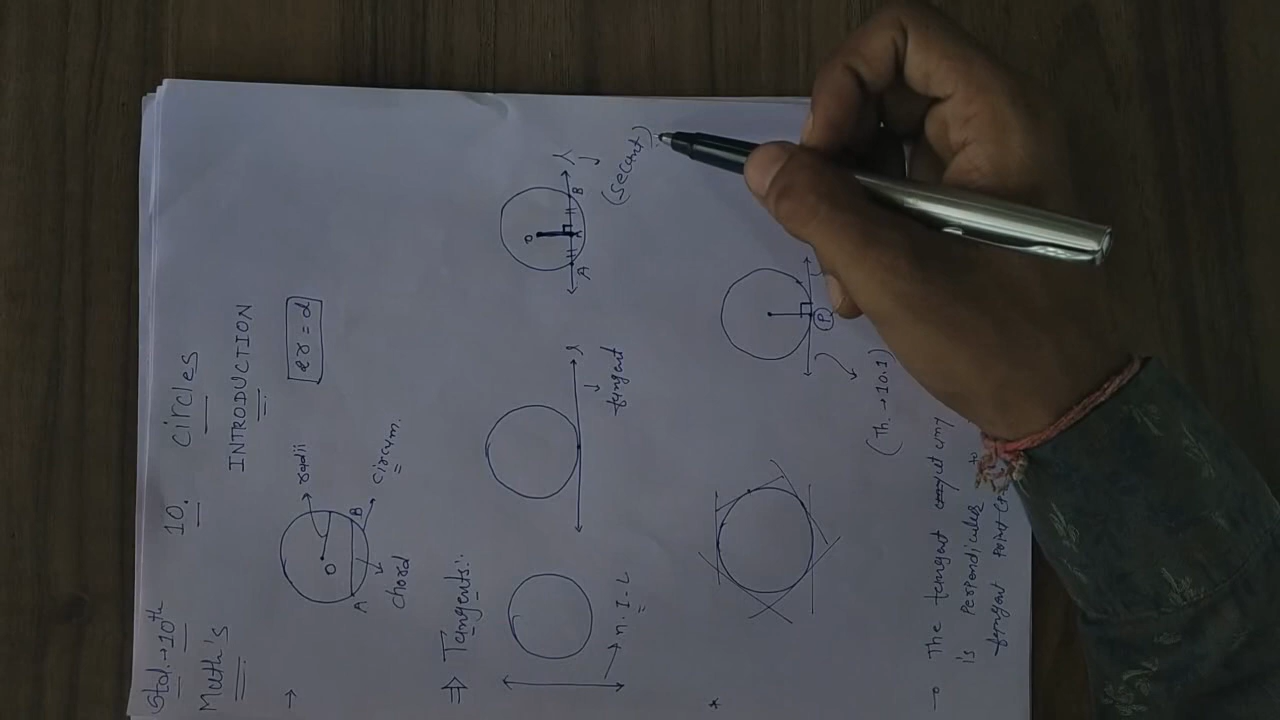 Std. → 10th
Math's
10. Circles
INTRODUCTION
→
2r = d
O
radii
A
B
chord
circum.
⇒ Tangents:
n. I - L
l
tangent
O
A
B
l
(Secant)
*
P
(Th. → 10.1)
→ The tangent at any
is perpendicular to
tangent point